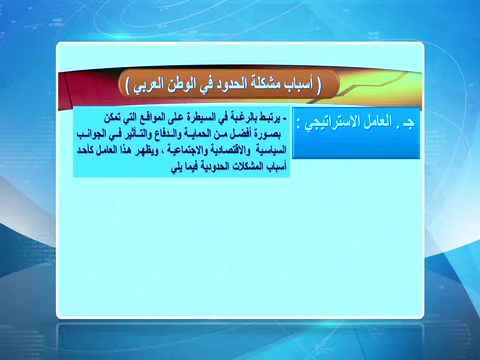 ( أسباب مشكلة الحدود في الوطن العربي )
جـ . العامل الاستراتيجي :
- يرتبط بالرغبة في السيطرة على المواقع التي تمكن
بصورة أفضل من الحماية والدفاع والتأثير في الجوانب
السياسية والاقتصادية والاجتماعية ، ويظهر هذا العامل كأحد
أسباب المشكلات الحدودية فيما يلي